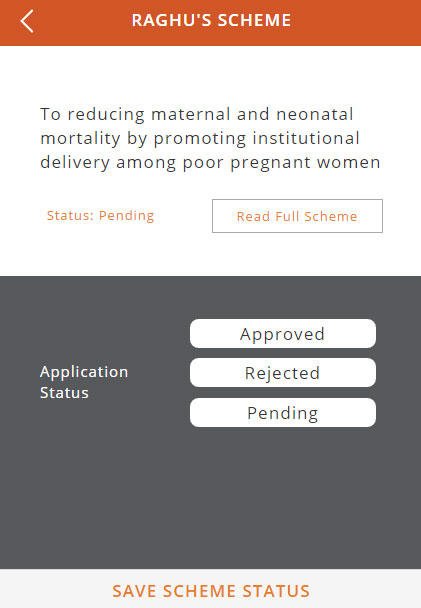 RAGHU'S SCHEME
To reducing maternal and neonatal
mortality by promoting institutional
delivery among poor pregnant women
Status: Pending
Read Full Scheme
Approved
Application
Status
Rejected
Pending
SAVE SCHEME STATUS